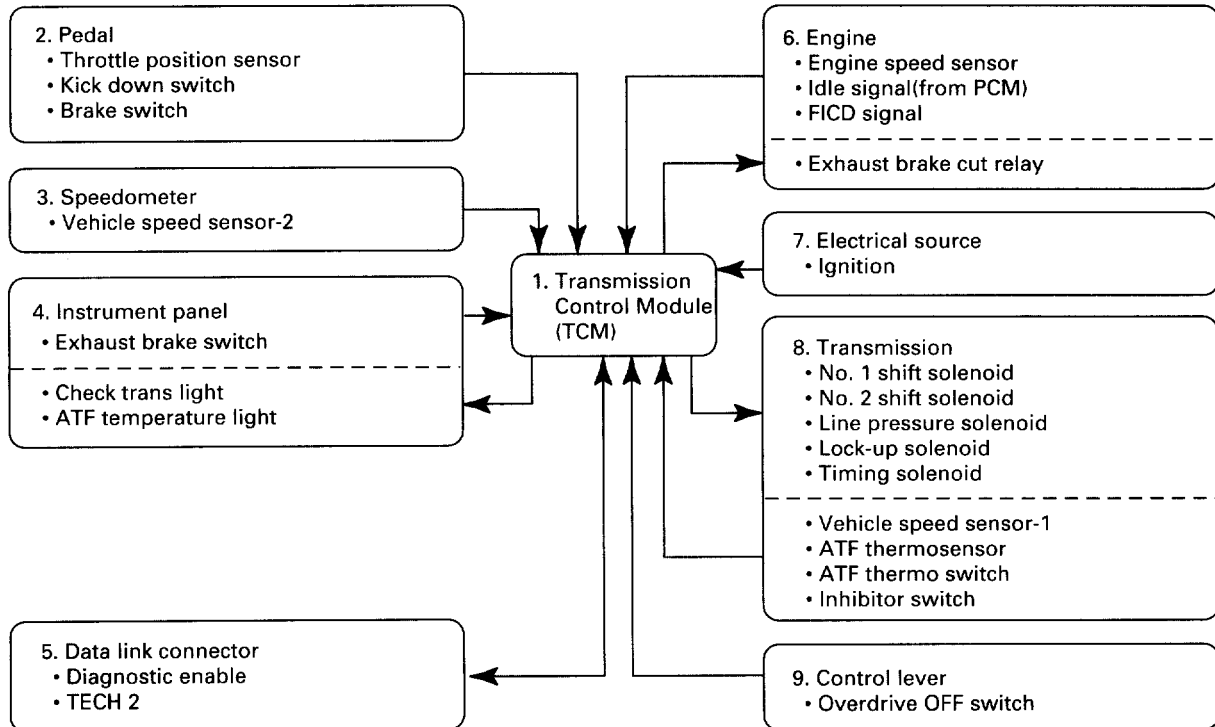 2. Pedal
• Throttle position sensor
• Kick down switch
• Brake switch
3. Speedometer
• Vehicle speed sensor-2
4. Instrument panel
• Exhaust brake switch
• Check trans light
• ATF temperature light
5. Data link connector
• Diagnostic enable
• TECH 2
1. Transmission
Control Module
(TCM)
6. Engine
• Engine speed sensor
• Idle signal(from PCM)
• FICD signal
• Exhaust brake cut relay
7. Electrical source
• Ignition
8. Transmission
• No. 1 shift solenoid
• No. 2 shift solenoid
• Line pressure solenoid
• Lock-up solenoid
• Timing solenoid
• Vehicle speed sensor-1
• ATF thermosensor
• ATF thermo switch
• Inhibitor switch
9. Control lever
• Overdrive OFF switch